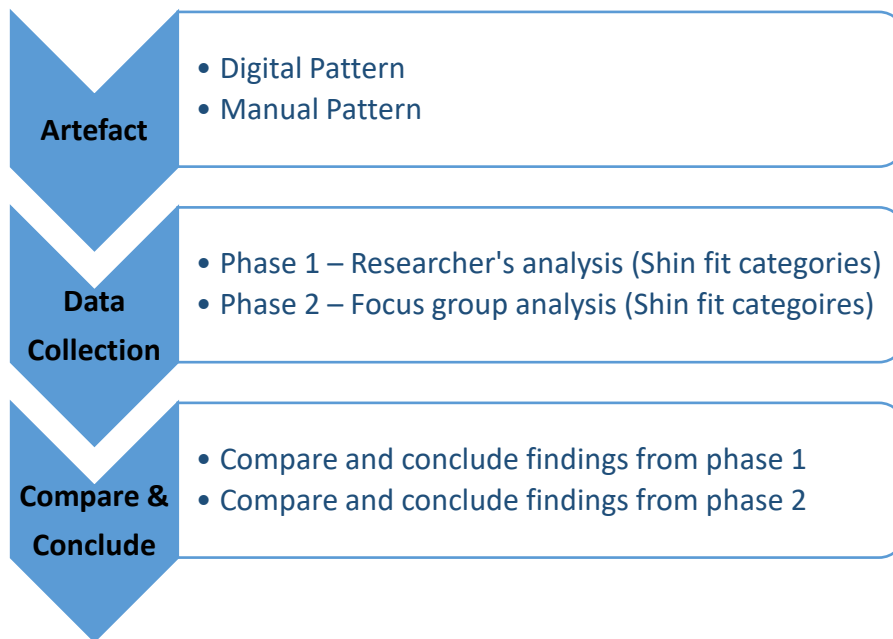 Artefact
• Digital Pattern
• Manual Pattern
Data
Collection
• Phase 1 – Researcher's analysis (Shin fit categories)
• Phase 2 – Focus group analysis (Shin fit categoires)
Compare &
Conclude
• Compare and conclude findings from phase 1
• Compare and conclude findings from phase 2